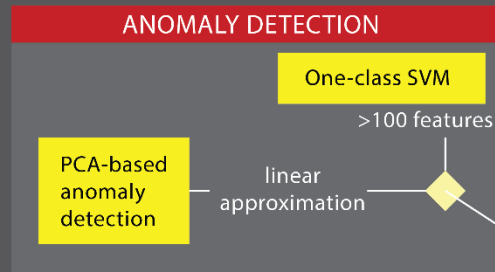 ANOMALY DETECTION
One-class SVM
>100 features
PCA-based
anomaly
detection
linear
approximation